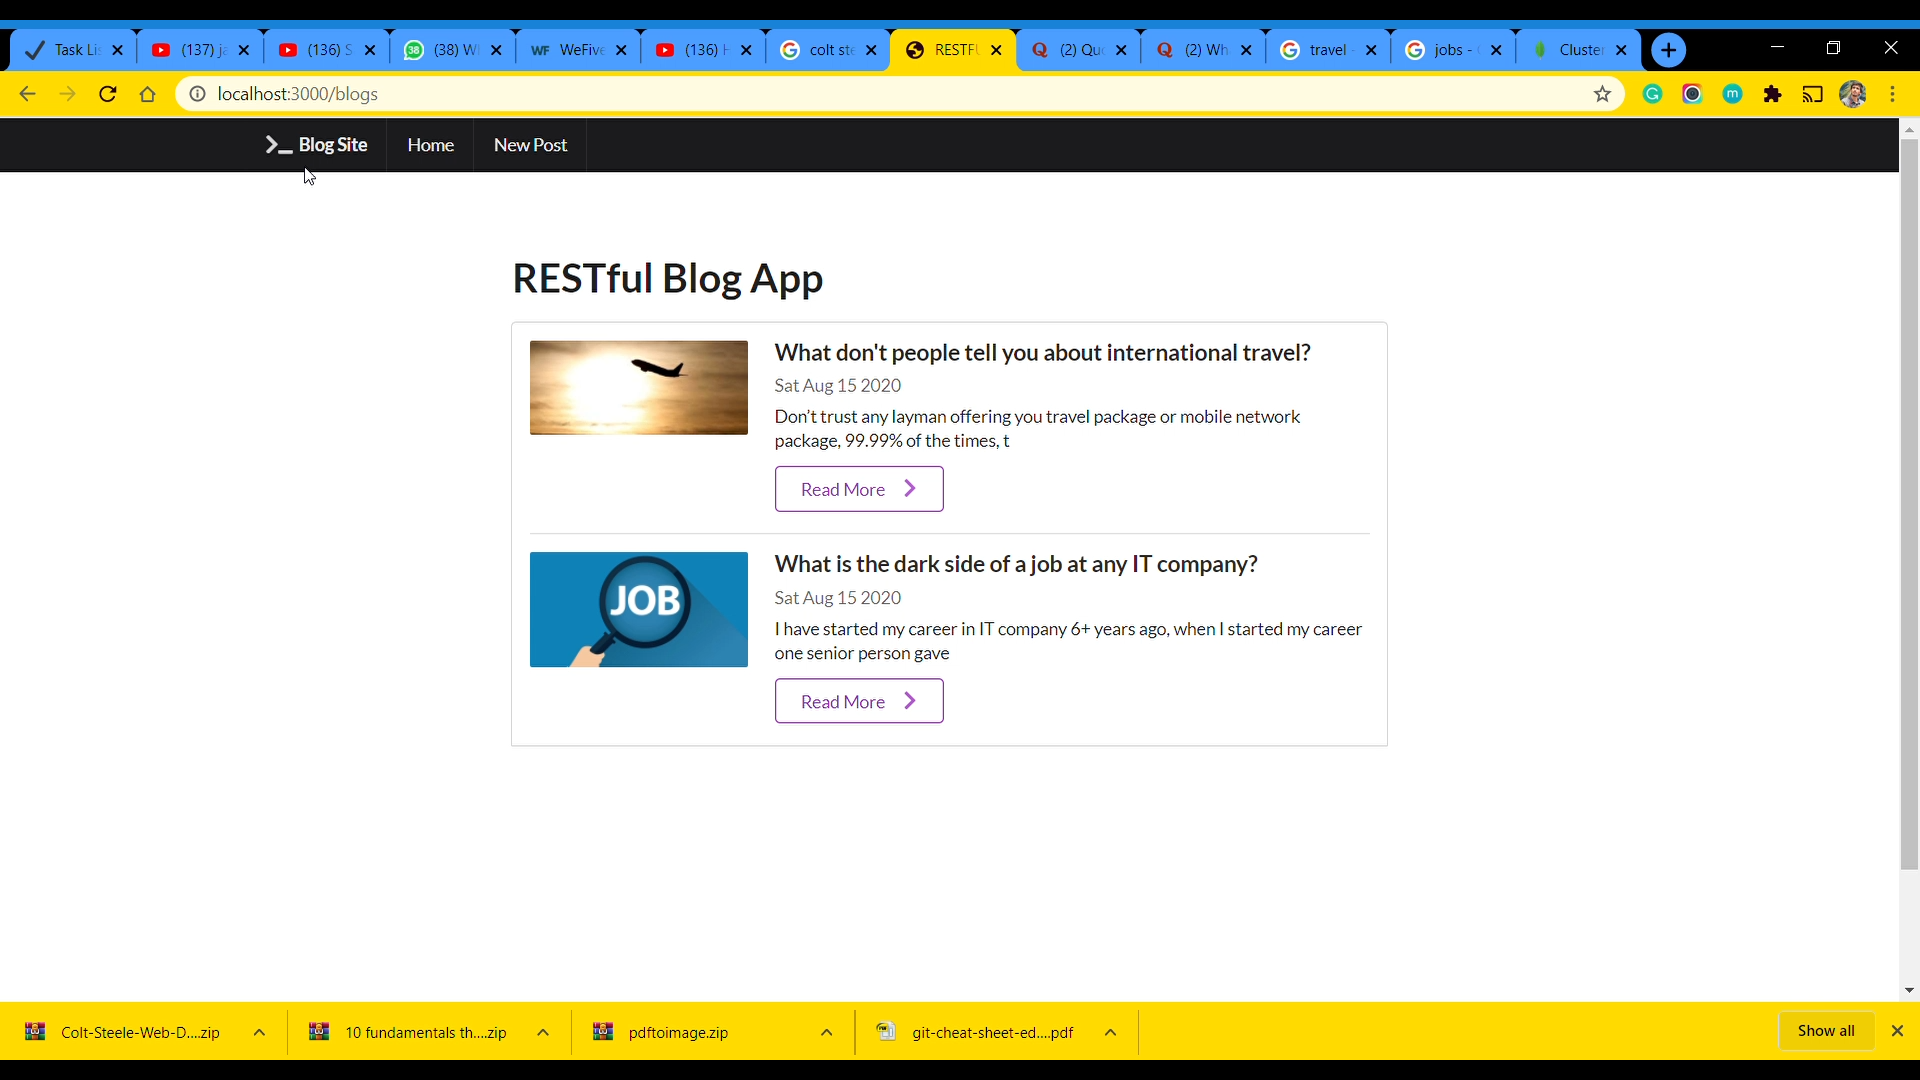 Task Lis
(137) ja
(136) S
38
(38) W
WF WeFive
(136) H
colt ste
RESTFU
(2) Qu
(2) Wh
travel -
jobs -
Cluster
localhost:3000/blogs
m
Blog Site
Home
New Post
RESTful Blog App
What don't people tell you about international travel?
Sat Aug 15 2020
Don't trust any layman offering you travel package or mobile network
package, 99.99% of the times, t
Read More
JOB
What is the dark side of a job at any IT company?
Sat Aug 15 2020
I have started my career in IT company 6+ years ago, when I started my career
one senior person gave
Read More
Colt-Steele-Web-D....zip
10 fundamentals th....zip
pdftoimage.zip
git-cheat-sheet-ed....pdf
Show all